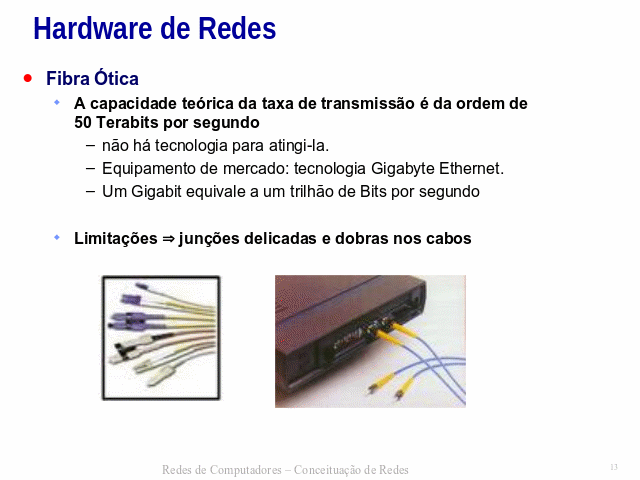 Hardware de Redes
Fibra Ótica
A capacidade teórica da taxa de transmissão é da ordem de
50 Terabits por segundo
– não há tecnologia para atingi-la.
– Equipamento de mercado: tecnologia Gigabyte Ethernet.
– Um Gigabit equivale a um trilhão de Bits por segundo
Limitações ⇒ junções delicadas e dobras nos cabos
Redes de Computadores – Conceituação de Redes
13